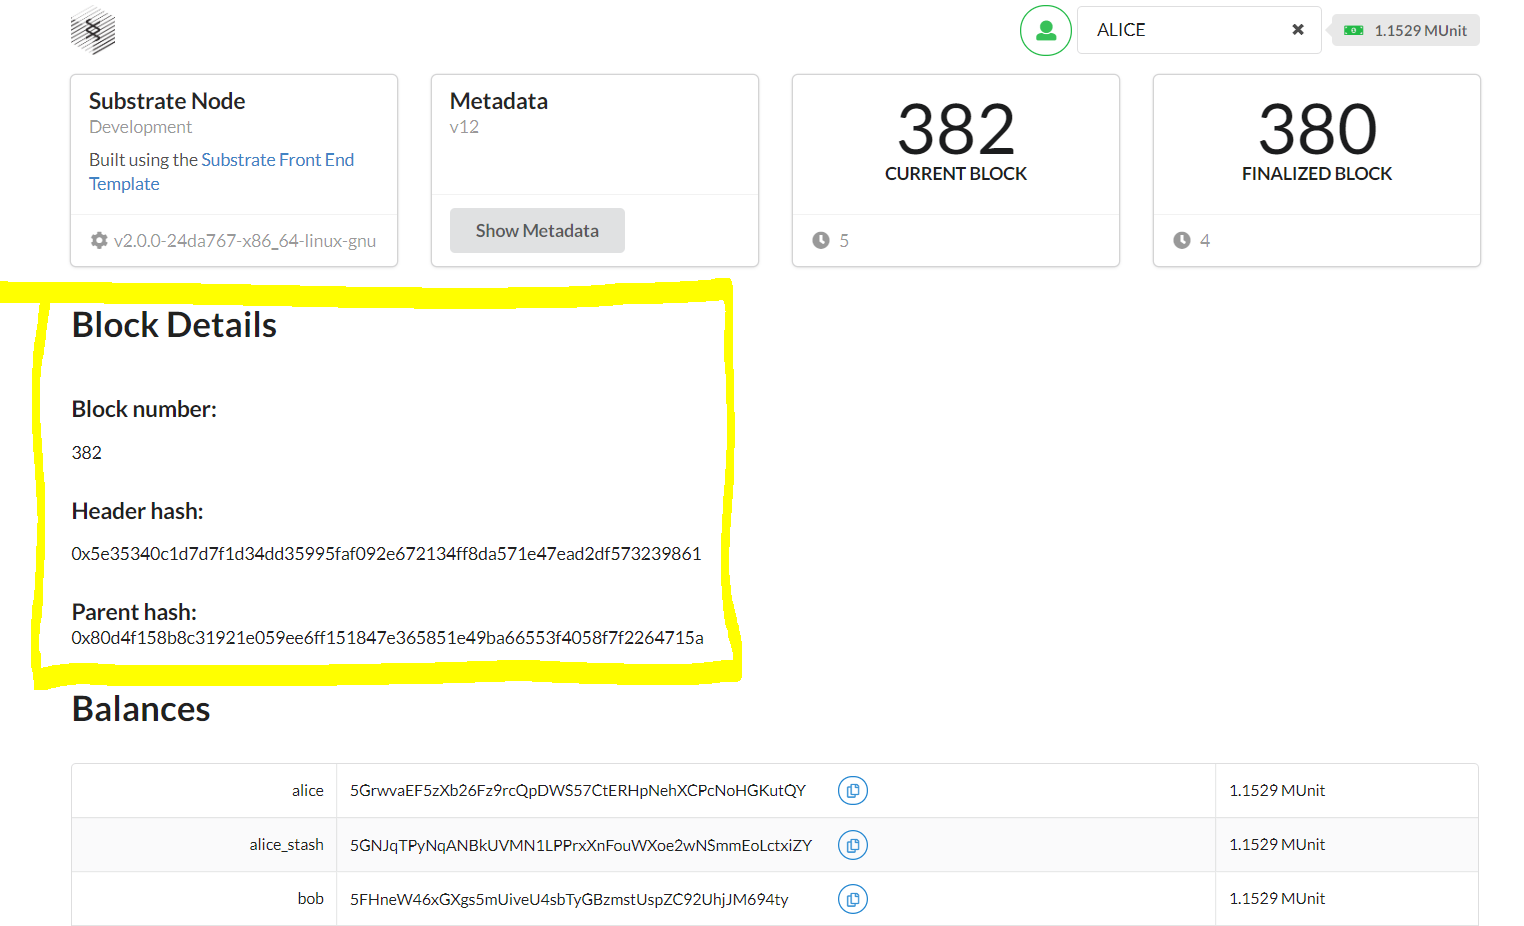 ALICE
1.1529 MUnit
Substrate Node
Development
Built using the Substrate Front End
Template
v2.0.0-24da767-x86_64-linux-gnu
Metadata
v12
Show Metadata
382
CURRENT BLOCK
5
380
FINALIZED BLOCK
4
Block Details
Block number:
382
Header hash:
0x5e35340c1d7d7f1d34dd35995faf092e672134ff8da571e47ead2df573239861
Parent hash:
0x80d4f158b8c31921e059ee6ff151847e365851e49ba66553f4058f7f2264715a
Balances
alice
5GrwvaEF5zXb26Fz9rcQpDWS57CtERHpNehXCPcNoHGKutQY
1.1529 MUnit
alice_stash
5GNJqTPyNqANBkUVMN1LPPrxXnFouWXoe2wNSmmEoLctxiZY
1.1529 MUnit
bob
5FHneW46xGXgs5mUiveU4sbTyGBzmstUspZC92UhjJM694ty
1.1529 MUnit